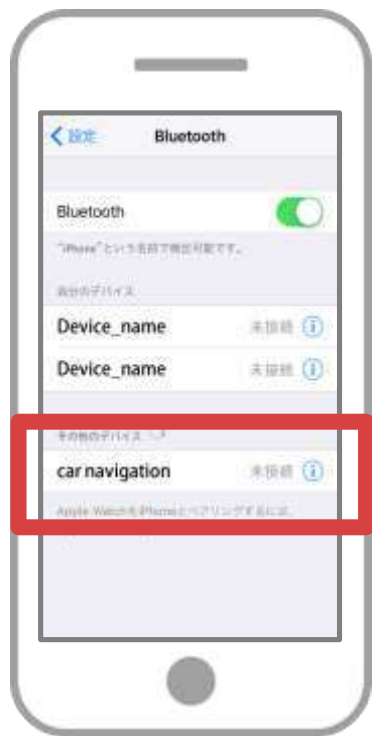 設定
Bluetooth
Bluetooth
"iPhone"という名前で検出可能です。
自分のデバイス
Device_name 未接続
Device_name 未接続
その他のデバイス
car navigation 未接続
Apple WatchをiPhoneとペアリングするには、